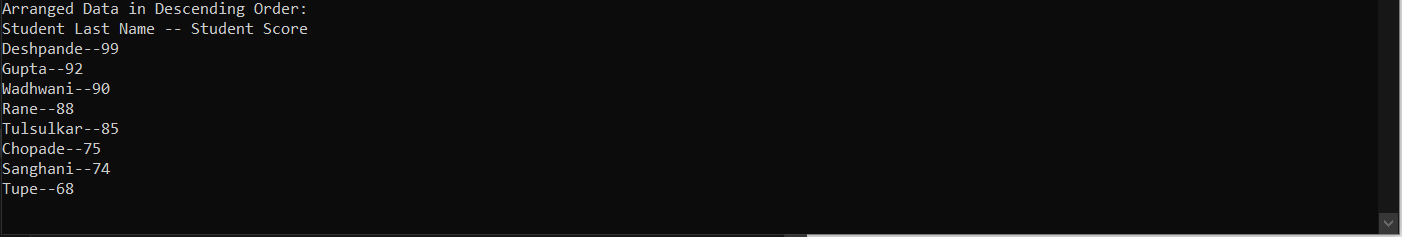 Arranged Data in Descending Order:
Student Last Name -- Student Score
Deshpande--99
Gupta--92
Wadhwani--90
Rane--88
Tulsulkar--85
Chopade--75
Sanghani--74
Tupe--68